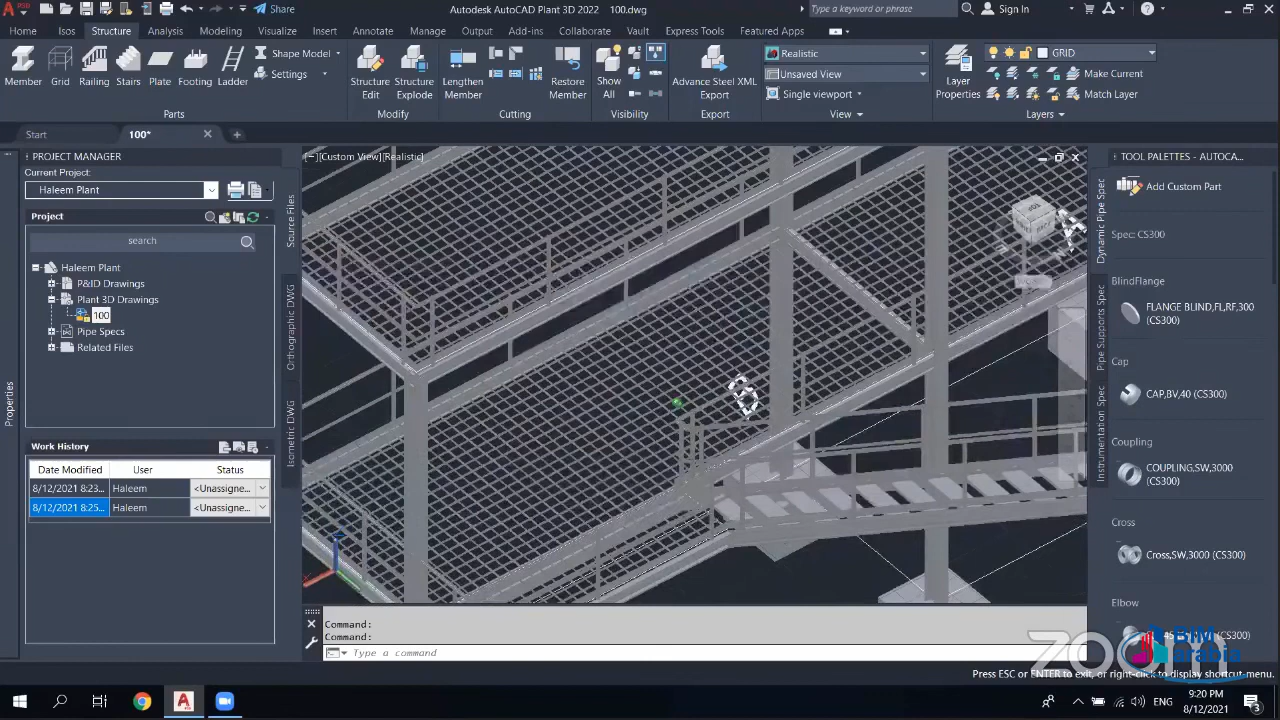 Share
Autodesk AutoCAD Plant 3D 2022   100.dwg
Type a keyword or phrase
Sign In
Home
Isos
Structure
Analysis
Modeling
Visualize
Insert
Annotate
Manage
Output
Add-ins
Collaborate
Vault
Express Tools
Featured Apps
Member
Grid
Railing
Stairs
Plate
Footing
Ladder
Shape Model
Settings
Parts
Structure Edit
Structure Explode
Modify
Lengthen Member
Restore Member
Cutting
Show All
Visibility
Advance Steel XML Export
Export
Realistic
Unsaved View
Single viewport
View
Layer Properties
GRID
Make Current
Match Layer
Layers
Start
100*
PROJECT MANAGER
Current Project:
Haleem Plant
Project
search
Haleem Plant
P&ID Drawings
Plant 3D Drawings
100
Pipe Specs
Related Files
Work History
Date Modified User Status
8/12/2021 8:23... Haleem <Unassigne...
8/12/2021 8:25... Haleem <Unassigne...
Source Files
Orthographic DWG
Isometric DWG
Properties
[−][Custom View][Realistic]
B
Command:
Command:
Type a command
TOOL PALETTES - AUTOCA...
Add Custom Part
Spec: CS300
BlindFlange
FLANGE BLIND,FL,RF,300 (CS300)
Cap
CAP,BV,40 (CS300)
Coupling
COUPLING,SW,3000 (CS300)
Cross
Cross,SW,3000 (CS300)
Elbow
Dynamic Pipe Spec
Pipe Supports Spec
Instrumentation Spec
zoom
BIM
arabia
Press ESC or ENTER to exit, or right-click to display shortcut-menu.
ENG
9:20 PM
8/12/2021
3